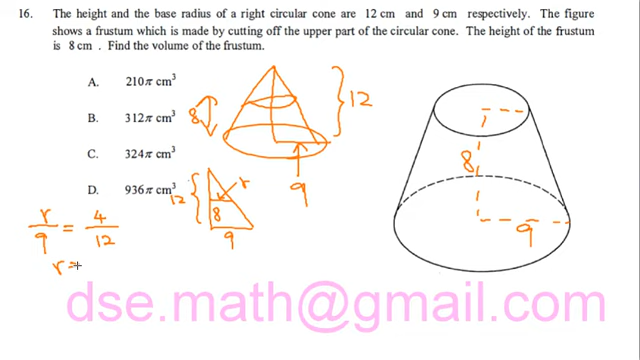 16. The height and the base radius of a right circular cone are 12 cm and 9 cm respectively. The figure
shows a frustum which is made by cutting off the upper part of the circular cone. The height of the frustum
is 8 cm . Find the volume of the frustum.
A. 210π cm³
B. 312π cm³
C. 324π cm³
D. 936π cm³
8
12
9
12
r
8
9
r/9 = 4/12
r=
r
8
9
dse.math@gmail.com